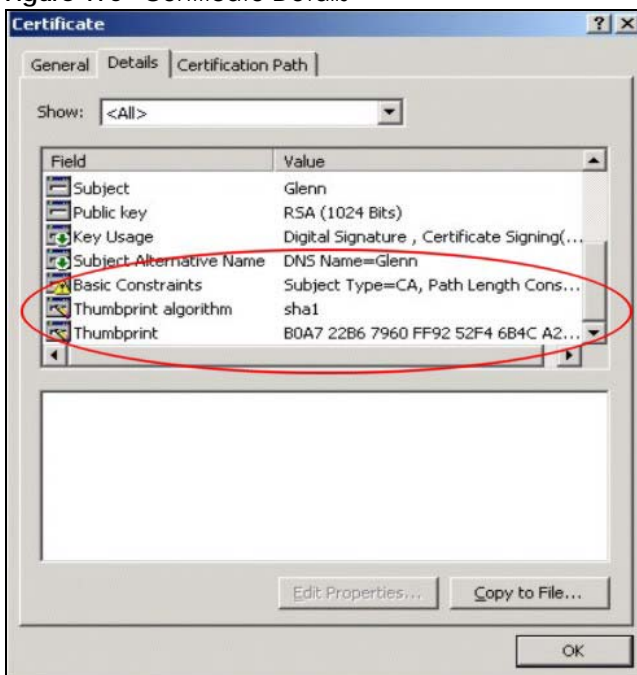 Certificate
General Details Certification Path
Show: <All>
Field Value
Subject Glenn
Public key RSA (1024 Bits)
Key Usage Digital Signature , Certificate Signing(...
Subject Alternative Name DNS Name=Glenn
Basic Constraints Subject Type=CA, Path Length Cons...
Thumbprint algorithm sha1
Thumbprint B0A7 22B6 7960 FF92 52F4 6B4C A2...
Edit Properties... Copy to File...
OK